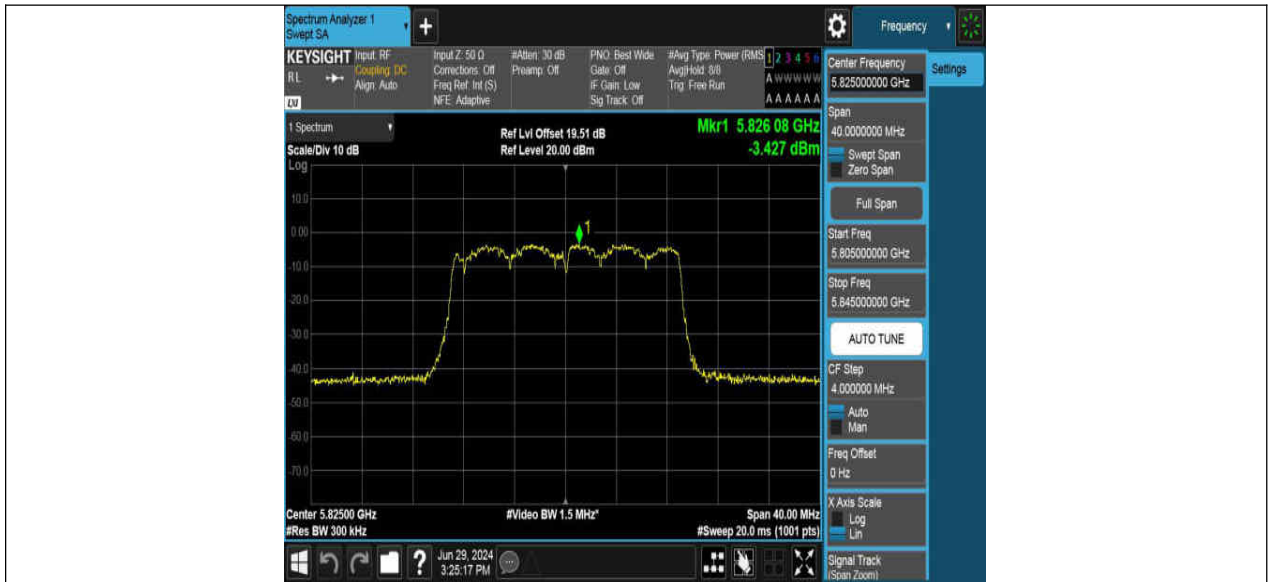 Spectrum Analyzer 1
Swept SA
+
Frequency
KEYSIGHT
RL
LXI
Input: RF
Coupling: DC
Align: Auto
Input Z: 50 Ω
Corrections: Off
Freq Ref: Int (S)
NFE: Adaptive
#Atten: 30 dB
Preamp: Off
PNO: Best Wide
Gate: Off
IF Gain: Low
Sig Track: Off
#Avg Type: Power (RMS
Avg|Hold: 8/8
Trig: Free Run
1 2 3 4 5 6
A W W W W W
A A A A A A
1 Spectrum
Scale/Div 10 dB
Log
Ref Lvl Offset 19.51 dB
Ref Level 20.00 dBm
Mkr1 5.826 08 GHz
-3.427 dBm
10.0
0.00
-10.0
-20.0
-30.0
-40.0
-50.0
-60.0
-70.0
1
Center 5.82500 GHz
#Res BW 300 kHz
#Video BW 1.5 MHz*
Span 40.00 MHz
#Sweep 20.0 ms (1001 pts)
?
Jun 29, 2024
3:25:17 PM
Center Frequency
5.825000000 GHz
Settings
Span
40.0000000 MHz
Swept Span
Zero Span
Full Span
Start Freq
5.805000000 GHz
Stop Freq
5.845000000 GHz
AUTO TUNE
CF Step
4.000000 MHz
Auto
Man
Freq Offset
0 Hz
X Axis Scale
Log
Lin
Signal Track
(Span Zoom)